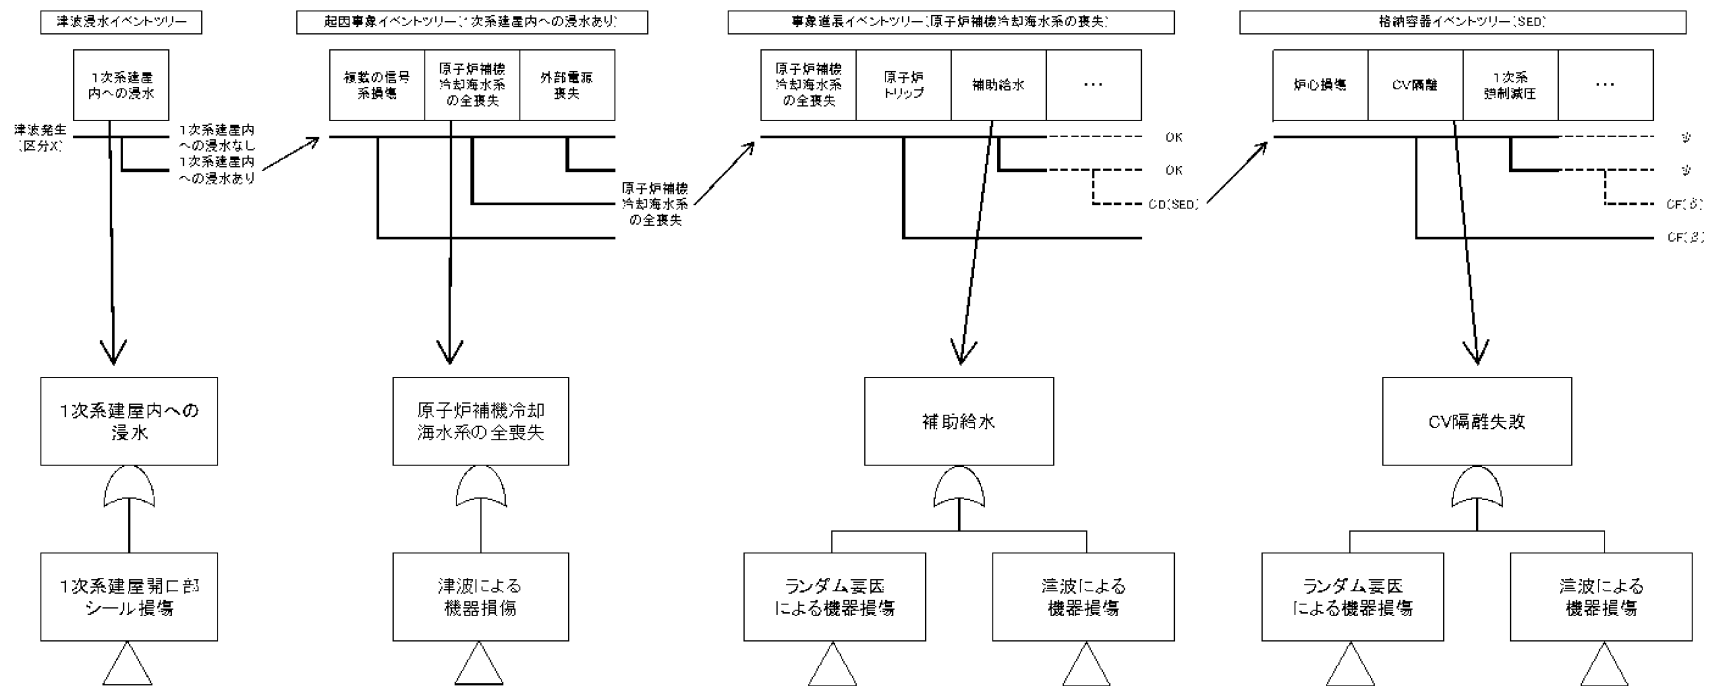 津波浸水イベントツリー
1次系建屋
内への浸水
津波発生
(区分X)
1次系建屋内
への浸水なし
1次系建屋内
への浸水あり
起因事象イベントツリー(1次系建屋内への浸水あり)
複数の信号
系損傷
原子炉補機
冷却海水系
の全喪失
外部電源
喪失
原子炉補機
冷却海水系
の全喪失
事象進展イベントツリー(原子炉補機冷却海水系の喪失)
原子炉補機
冷却海水系
の全喪失
原子炉
トリップ
補助給水
・・・
OK
OK
CD(SED)
格納容器イベントツリー(SED)
炉心損傷
CV隔離
1次系
強制減圧
・・・
CF(δ)
CF(β)
1次系建屋内への
浸水
1次系建屋開口部
シール損傷
原子炉補機冷却
海水系の全喪失
津波による
機器損傷
補助給水
ランダム要因
による機器損傷
津波による
機器損傷
CV隔離失敗
ランダム要因
による機器損傷
津波による
機器損傷